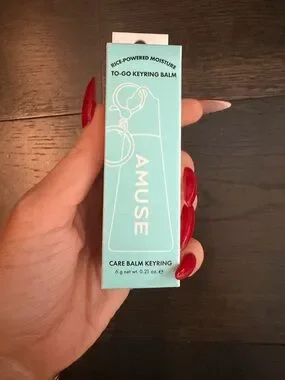 RICE-POWERED MOISTURE
TO-GO KEYRING BALM
AMUSE
CARE BALM KEYRING
6 g net wt. 0.21 oz. ℮